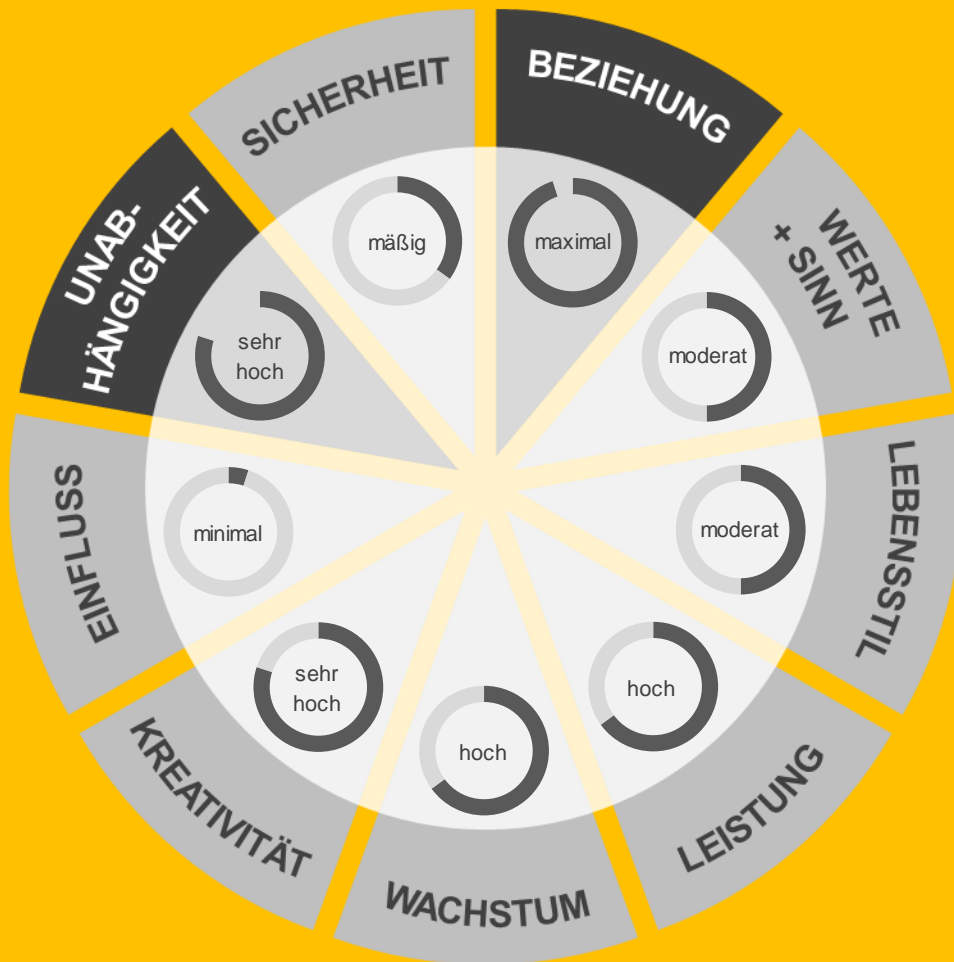 BEZIEHUNG
maximal
WERTE
+ SINN
moderat
LEBENSSTIL
moderat
LEISTUNG
hoch
WACHSTUM
hoch
KREATIVITÄT
sehr
hoch
EINFLUSS
minimal
UNAB-
HÄNGIGKEIT
sehr
hoch
SICHERHEIT
mäßig